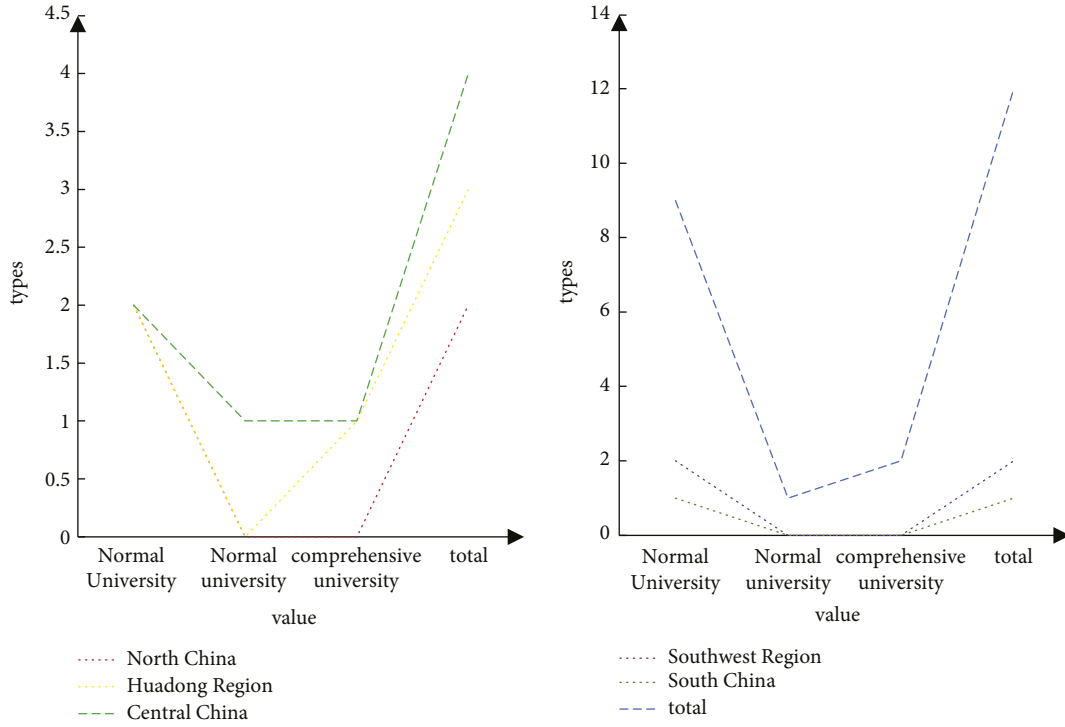 4.5
4
3.5
3
2.5
2
1.5
1
0.5
0
types
Normal
University
Normal
university
comprehensive
university
total
value
North China
Huadong Region
Central China
14
12
10
8
6
4
2
0
types
Normal
University
Normal
university
comprehensive
university
total
value
Southwest Region
South China
total